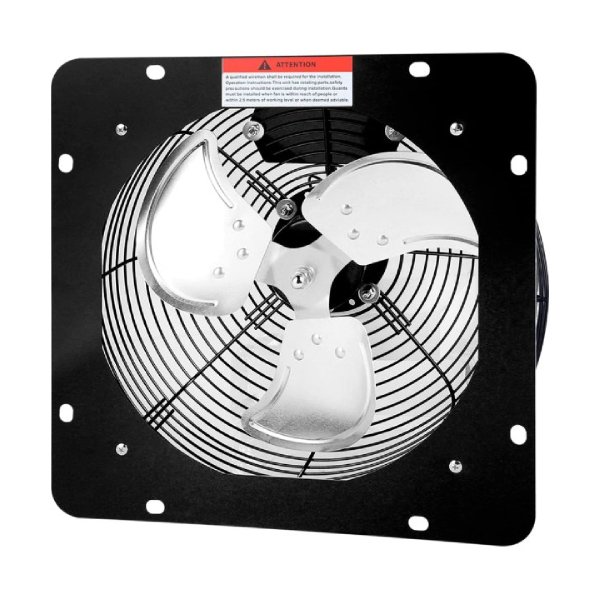 ATTENTION
A qualified workman shall be required for the installation.
Operation instructions.This unit has rotating parts.safety
precautions should be exercised during installation.Guards
must be installed when fan is within reach of people or
within 2.5 meters of working level or when deemed advisable.